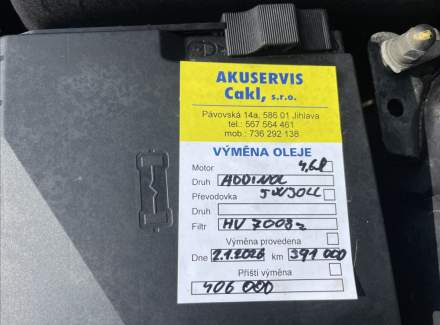 AKUSERVIS
Cakl, s.r.o.
Pávovská 14a, 586 01 Jihlava
tel.: 567 564 461
mob.: 736 292 138
VÝMĚNA OLEJE
Motor 4,6l
Druh ADDINOL
Převodovka 5W30LL
Druh
Filtr HU 7008z
Výměna provedena
Dne 2.1.2026 km 391 000
Příští výměna
406 000